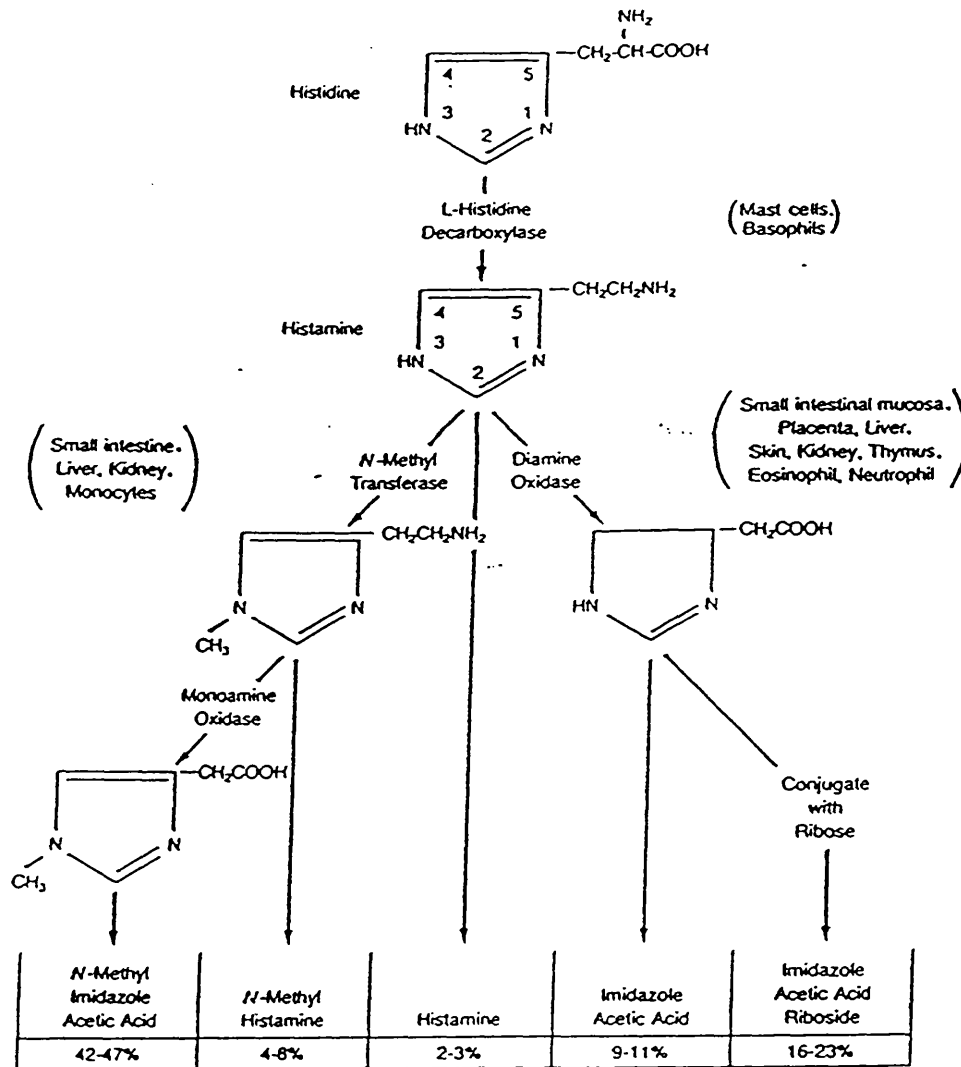 NH₂
CH₂-CH-COOH
4 5
Histidine
3 1
HN 2 N
L-Histidine
Decarboxylase
(Mast cells.
Basophils)
CH₂CH₂NH₂
4 5
Histamine
3 1
HN 2 N
(Small intestine.
Liver, Kidney.
Monocytes)
N-Methyl
Transferase
Diamine
Oxidase
(Small intestinal mucosa.
Placenta, Liver.
Skin, Kidney, Thymus.
Eosinophil, Neutrophil)
CH₂CH₂NH₂
N N
CH₃
CH₂COOH
HN N
Monoamine
Oxidase
CH₂COOH
N N
CH₃
Conjugate
with
Ribose
N-Methyl
Imidazole
Acetic Acid
N-Methyl
Histamine
Histamine
Imidazole
Acetic Acid
Imidazole
Acetic Acid
Riboside
42-47% 4-8% 2-3% 9-11% 16-23%